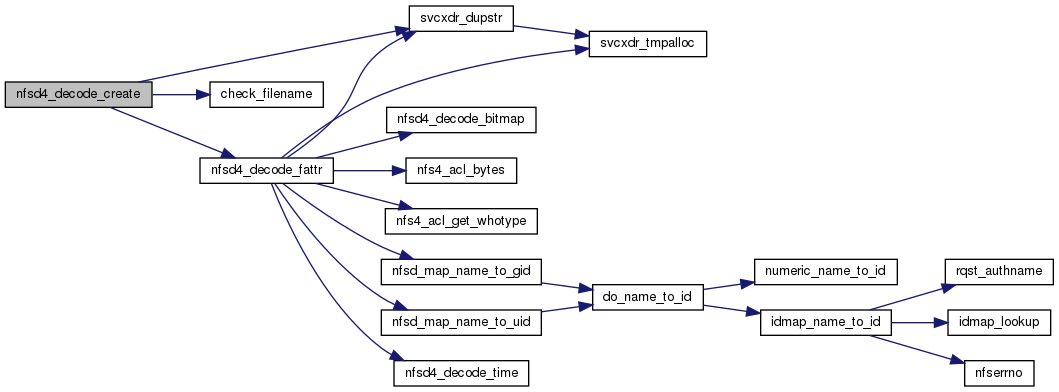 svcxdr_dupstr
svcxdr_tmpalloc
nfsd4_decode_create
check_filename
nfsd4_decode_bitmap
nfsd4_decode_fattr
nfs4_acl_bytes
nfs4_acl_get_whotype
nfsd_map_name_to_gid
numeric_name_to_id
rqst_authname
do_name_to_id
nfsd_map_name_to_uid
idmap_name_to_id
idmap_lookup
nfsd4_decode_time
nfserrno